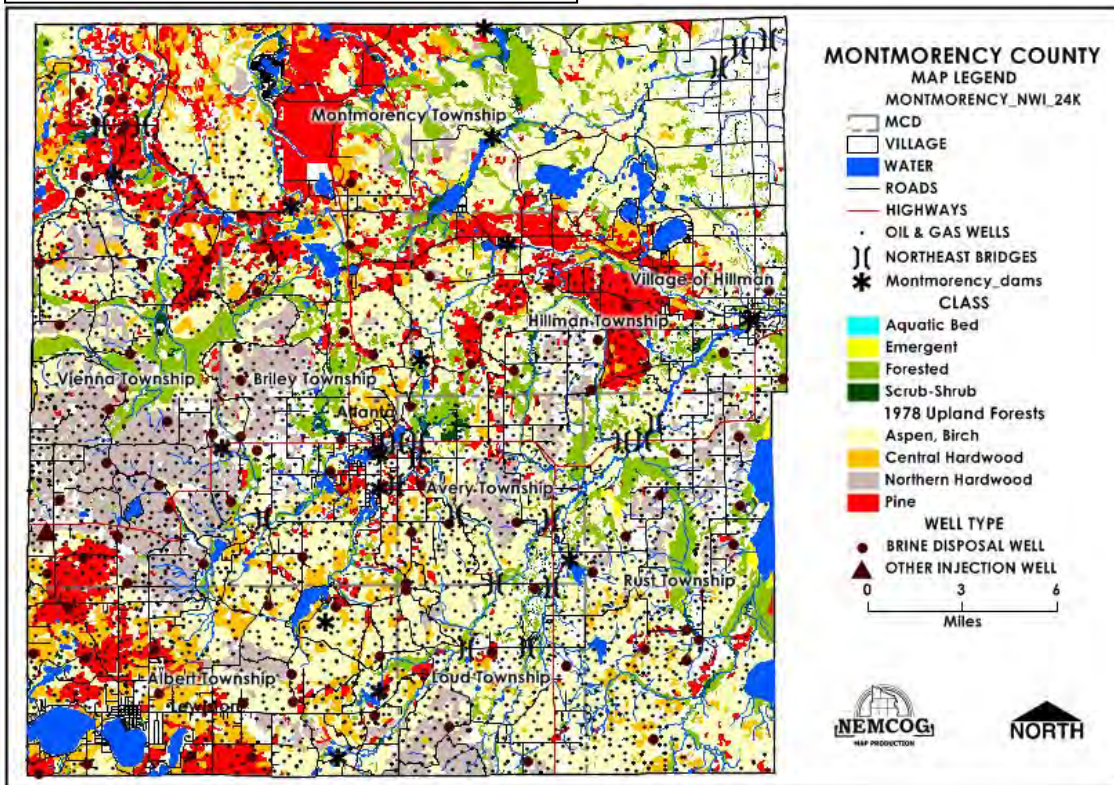 MONTMORENCY COUNTY
MAP LEGEND
MONTMORENCY_NWI_24K
MCD
VILLAGE
WATER
ROADS
HIGHWAYS
OIL & GAS WELLS
NORTHEAST BRIDGES
Montmorency_dams
CLASS
Aquatic Bed
Emergent
Forested
Scrub-Shrub
1978 Upland Forests
Aspen, Birch
Central Hardwood
Northern Hardwood
Pine
WELL TYPE
BRINE DISPOSAL WELL
OTHER INJECTION WELL
0 3 6
Miles
NEMCOG
MAP PRODUCTION
NORTH
Montmorency Township
Village of Hillman
Hillman Township
Vienna Township
Briley Township
Atlanta
Avery Township
Rust Township
Albert Township
Loud Township
Lewiston